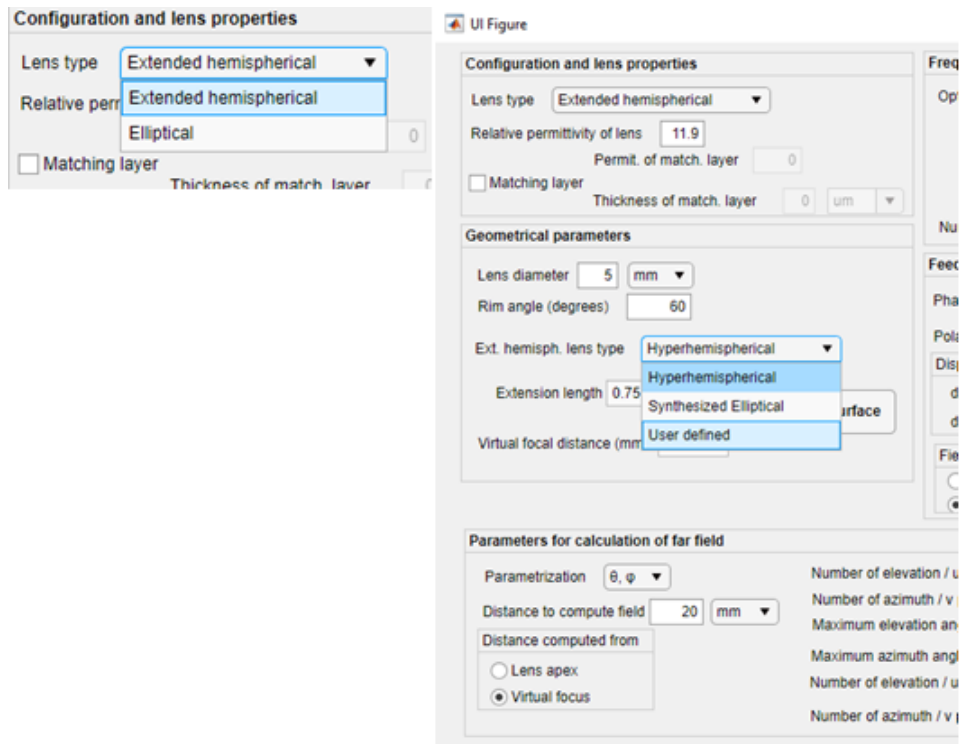 Configuration and lens properties
Lens type Extended hemispherical
Relative perr Extended hemispherical
Elliptical
0
Matching layer
Thickness of match. layer
UI Figure
Configuration and lens properties
Lens type Extended hemispherical
Relative permittivity of lens 11.9
Permit. of match. layer 0
Matching layer
Thickness of match. layer 0 um
Geometrical parameters
Lens diameter 5 mm
Rim angle (degrees) 60
Ext. hemisph. lens type Hyperhemispherical
Hyperhemispherical
Extension length 0.75
Synthesized Elliptical
urface
User defined
Virtual focal distance (mm
Freq
Op
Nu
Feed
Pha
Pola
Disp
d
d
Fie
Parameters for calculation of far field
Parametrization θ, φ
Distance to compute field 20 mm
Distance computed from
Lens apex
Virtual focus
Number of elevation / u
Number of azimuth / v
Maximum elevation an
Maximum azimuth angl
Number of elevation / u
Number of azimuth / v p